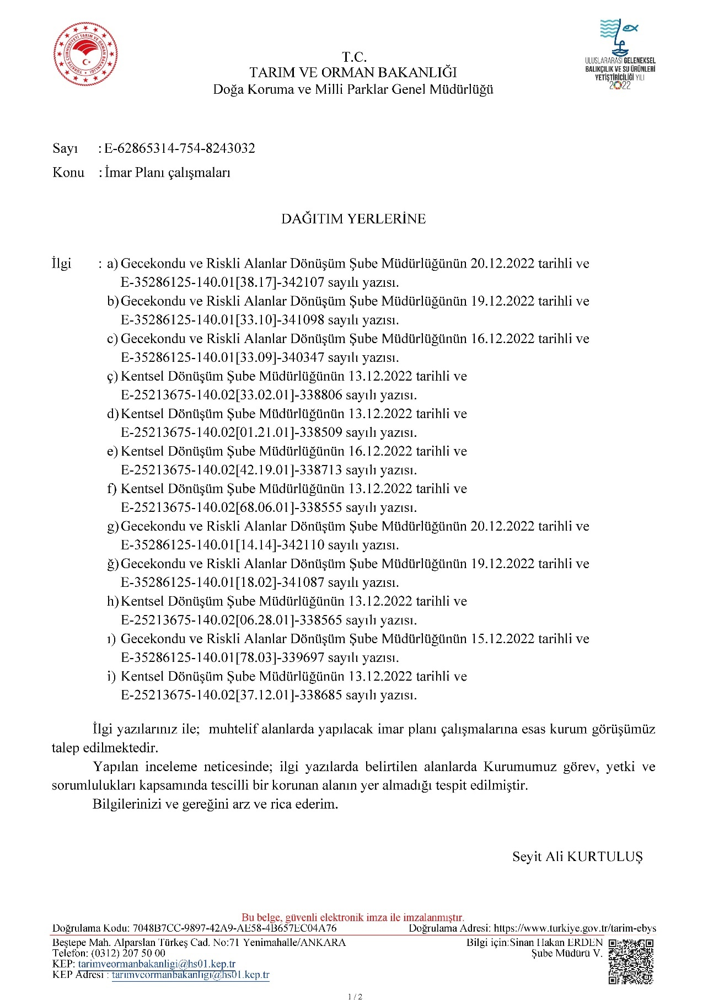 TÜRKİYE CUMHURİYETİ TARIM VE ORMAN BAKANLIĞI
ULUSLARARASI GELENEKSEL
BALIKÇILIK VE SU ÜRÜNLERİ
YETİŞTİRİCİLİĞİ YILI
2022
T.C.
TARIM VE ORMAN BAKANLIĞI
Doğa Koruma ve Milli Parklar Genel Müdürlüğü
Sayı : E-62865314-754-8243032
Konu : İmar Planı çalışmaları
DAĞITIM YERLERİNE
İlgi : a) Gecekondu ve Riskli Alanlar Dönüşüm Şube Müdürlüğünün 20.12.2022 tarihli ve
E-35286125-140.01[38.17]-342107 sayılı yazısı.
b) Gecekondu ve Riskli Alanlar Dönüşüm Şube Müdürlüğünün 19.12.2022 tarihli ve
E-35286125-140.01[33.10]-341098 sayılı yazısı.
c) Gecekondu ve Riskli Alanlar Dönüşüm Şube Müdürlüğünün 16.12.2022 tarihli ve
E-35286125-140.01[33.09]-340347 sayılı yazısı.
ç) Kentsel Dönüşüm Şube Müdürlüğünün 13.12.2022 tarihli ve
E-25213675-140.02[33.02.01]-338806 sayılı yazısı.
d) Kentsel Dönüşüm Şube Müdürlüğünün 13.12.2022 tarihli ve
E-25213675-140.02[01.21.01]-338509 sayılı yazısı.
e) Kentsel Dönüşüm Şube Müdürlüğünün 16.12.2022 tarihli ve
E-25213675-140.02[42.19.01]-338713 sayılı yazısı.
f) Kentsel Dönüşüm Şube Müdürlüğünün 13.12.2022 tarihli ve
E-25213675-140.02[68.06.01]-338555 sayılı yazısı.
g) Gecekondu ve Riskli Alanlar Dönüşüm Şube Müdürlüğünün 20.12.2022 tarihli ve
E-35286125-140.01[14.14]-342110 sayılı yazısı.
ğ) Gecekondu ve Riskli Alanlar Dönüşüm Şube Müdürlüğünün 19.12.2022 tarihli ve
E-35286125-140.01[18.02]-341087 sayılı yazısı.
h) Kentsel Dönüşüm Şube Müdürlüğünün 13.12.2022 tarihli ve
E-25213675-140.02[06.28.01]-338565 sayılı yazısı.
ı) Gecekondu ve Riskli Alanlar Dönüşüm Şube Müdürlüğünün 15.12.2022 tarihli ve
E-35286125-140.01[78.03]-339697 sayılı yazısı.
i) Kentsel Dönüşüm Şube Müdürlüğünün 13.12.2022 tarihli ve
E-25213675-140.02[37.12.01]-338685 sayılı yazısı.
İlgi yazılarınız ile; muhtelif alanlarda yapılacak imar planı çalışmalarına esas kurum görüşümüz
talep edilmektedir.
Yapılan inceleme neticesinde; ilgi yazılarda belirtilen alanlarda Kurumumuz görev, yetki ve
sorumlulukları kapsamında tescilli bir korunan alanın yer almadığı tespit edilmiştir.
Bilgilerinizi ve gereğini arz ve rica ederim.
Seyit Ali KURTULUŞ
Bu belge, güvenli elektronik imza ile imzalanmıştır.
Doğrulama Kodu: 7048B7CC-9897-42A9-AE58-4B657EC04A76 Doğrulama Adresi: https://www.turkiye.gov.tr/tarim-ebys
Beştepe Mah. Alparslan Türkeş Cad. No:71 Yenimahalle/ANKARA Bilgi için:Sinan Hakan ERDEN
Telefon: (0312) 207 50 00 Şube Müdürü V.
KEP: tarimveormanbakanligi@hs01.kep.tr
KEP Adresi : tarimveormanbakanligi@hs01.kep.tr
1 / 2